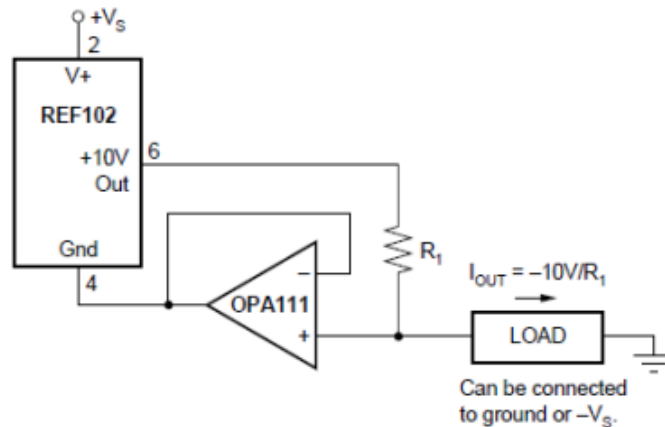 +V_S
2
V+
REF102
+10V
Out
6
Gnd
4
−
OPA111
+
R_1
I_OUT = –10V/R_1
LOAD
Can be connected
to ground or –V_S.